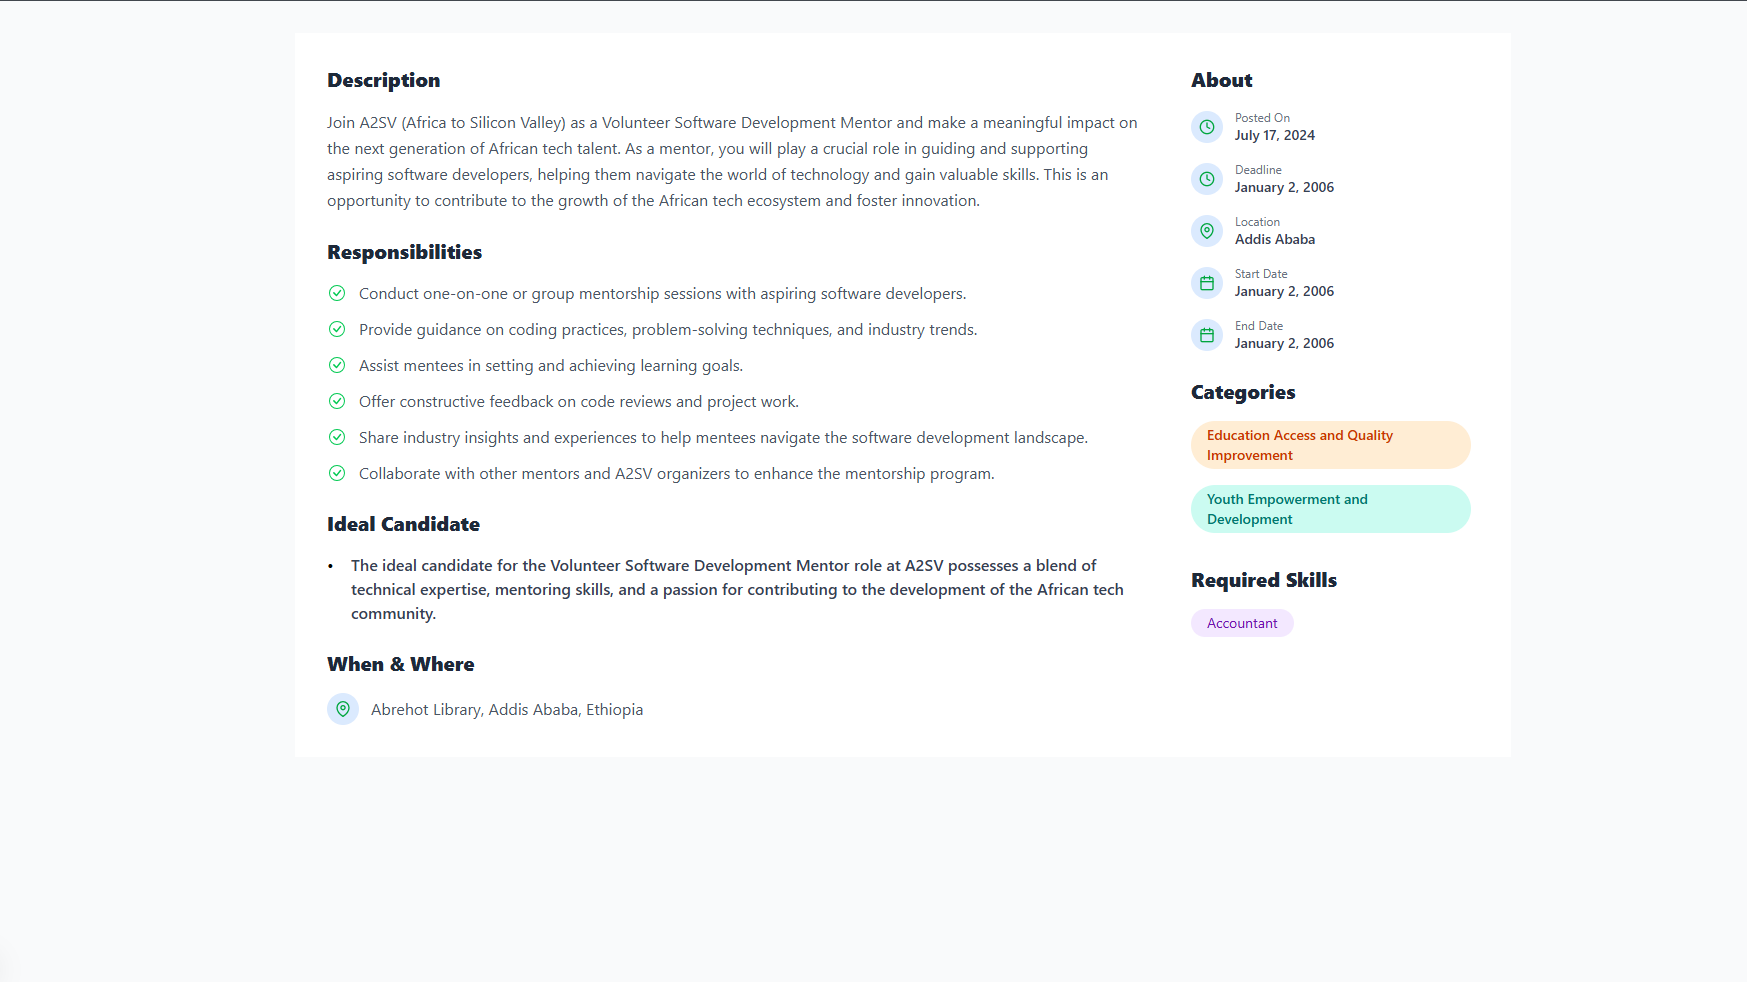 Description
Join A2SV (Africa to Silicon Valley) as a Volunteer Software Development Mentor and make a meaningful impact on
the next generation of African tech talent. As a mentor, you will play a crucial role in guiding and supporting
aspiring software developers, helping them navigate the world of technology and gain valuable skills. This is an
opportunity to contribute to the growth of the African tech ecosystem and foster innovation.
Responsibilities
Conduct one-on-one or group mentorship sessions with aspiring software developers.
Provide guidance on coding practices, problem-solving techniques, and industry trends.
Assist mentees in setting and achieving learning goals.
Offer constructive feedback on code reviews and project work.
Share industry insights and experiences to help mentees navigate the software development landscape.
Collaborate with other mentors and A2SV organizers to enhance the mentorship program.
Ideal Candidate
• The ideal candidate for the Volunteer Software Development Mentor role at A2SV possesses a blend of
technical expertise, mentoring skills, and a passion for contributing to the development of the African tech
community.
When & Where
Abrehot Library, Addis Ababa, Ethiopia
About
Posted On
July 17, 2024
Deadline
January 2, 2006
Location
Addis Ababa
Start Date
January 2, 2006
End Date
January 2, 2006
Categories
Education Access and Quality
Improvement
Youth Empowerment and
Development
Required Skills
Accountant